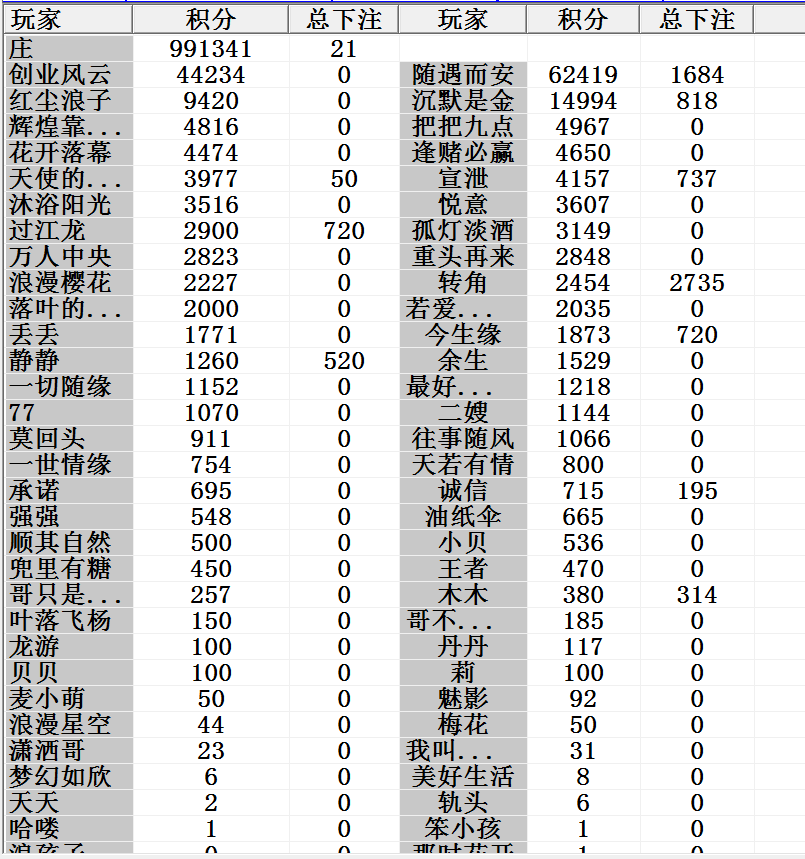 玩家 积分 总下注 玩家 积分 总下注
庄 991341 21
创业风云 44234 0 随遇而安 62419 1684
红尘浪子 9420 0 沉默是金 14994 818
辉煌靠... 4816 0 把把九点 4967 0
花开落幕 4474 0 逢赌必赢 4650 0
天使的... 3977 50 宣泄 4157 737
沐浴阳光 3516 0 悦意 3607 0
过江龙 2900 720 孤灯淡酒 3149 0
万人中央 2823 0 重头再来 2848 0
浪漫樱花 2227 0 转角 2454 2735
落叶的... 2000 0 若爱... 2035 0
丢丢 1771 0 今生缘 1873 720
静静 1260 520 余生 1529 0
一切随缘 1152 0 最好... 1218 0
77 1070 0 二嫂 1144 0
莫回头 911 0 往事随风 1066 0
一世情缘 754 0 天若有情 800 0
承诺 695 0 诚信 715 195
强强 548 0 油纸伞 665 0
顺其自然 500 0 小贝 536 0
兜里有糖 450 0 王者 470 0
哥只是... 257 0 木木 380 314
叶落飞杨 150 0 哥不... 185 0
龙游 100 0 丹丹 117 0
贝贝 100 0 莉 100 0
麦小萌 50 0 魅影 92 0
浪漫星空 44 0 梅花 50 0
潇洒哥 23 0 我叫... 31 0
梦幻如欣 6 0 美好生活 8 0
天天 2 0 轨头 6 0
哈喽 1 0 笨小孩 1 0